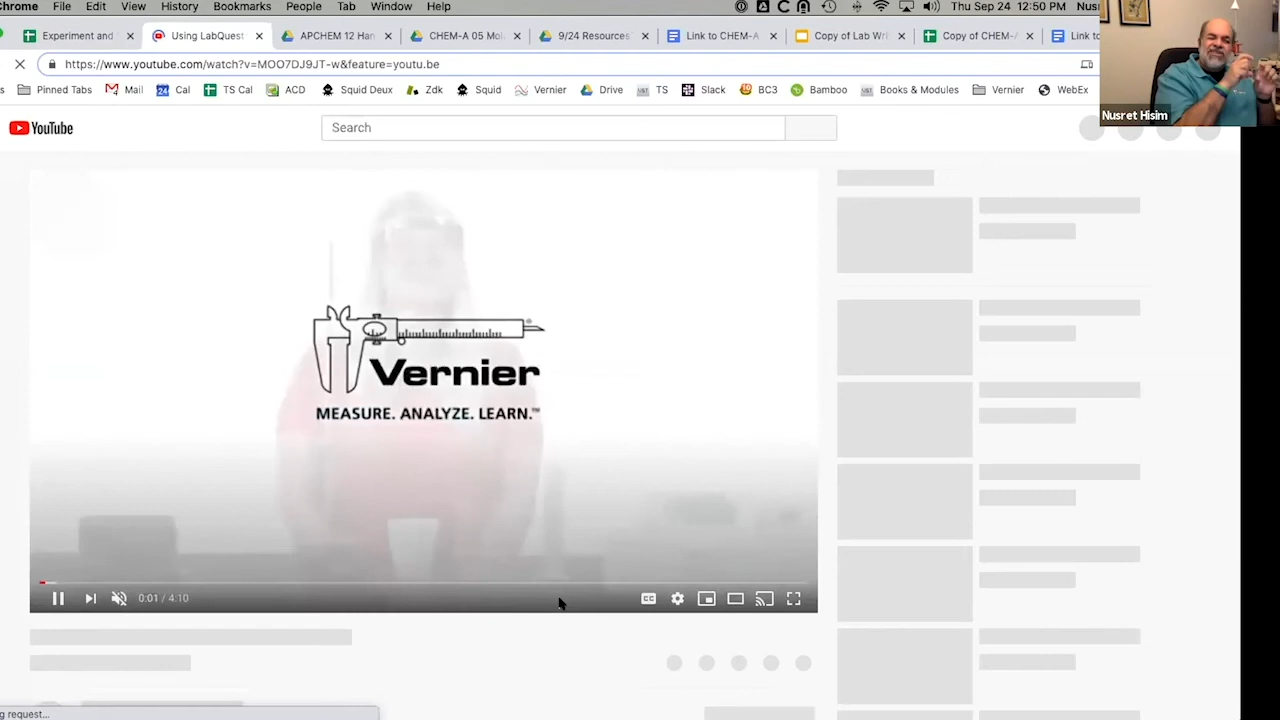 Chrome File Edit View History Bookmarks People Tab Window Help Thu Sep 24 12:50 PM Nus
Experiment and Using LabQuest APCHEM 12 Han CHEM-A 05 Mol 9/24 Resources Link to CHEM-A Copy of Lab Wri Copy of CHEM-A Link to
https://www.youtube.com/watch?v=MOO7DJ9JT-w&feature=youtu.be
s Pinned Tabs Mail Cal TS Cal ACD Squid Deux Zdk Squid Vernier Drive TS Slack BC3 Bamboo Books & Modules Vernier WebEx
Nusret Hisim
YouTube Search
Vernier
MEASURE. ANALYZE. LEARN.™
0:01 / 4:10 CC
g request...